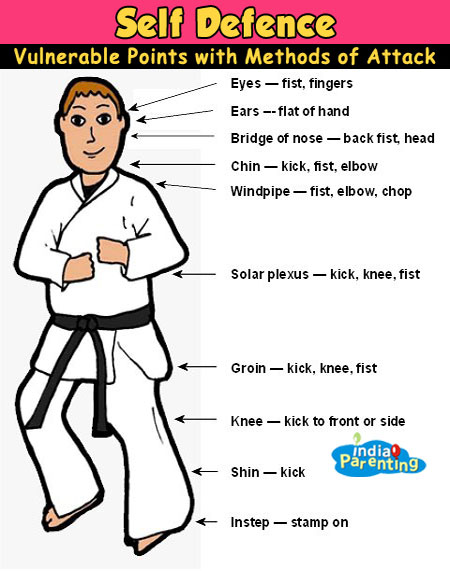 Self Defence
Vulnerable Points with Methods of Attack
Eyes — fist, fingers
Ears –- flat of hand
Bridge of nose — back fist, head
Chin — kick, fist, elbow
Windpipe — fist, elbow, chop
Solar plexus — kick, knee, fist
Groin — kick, knee, fist
Knee — kick to front or side
india
Parenting
Shin — kick
Instep — stamp on